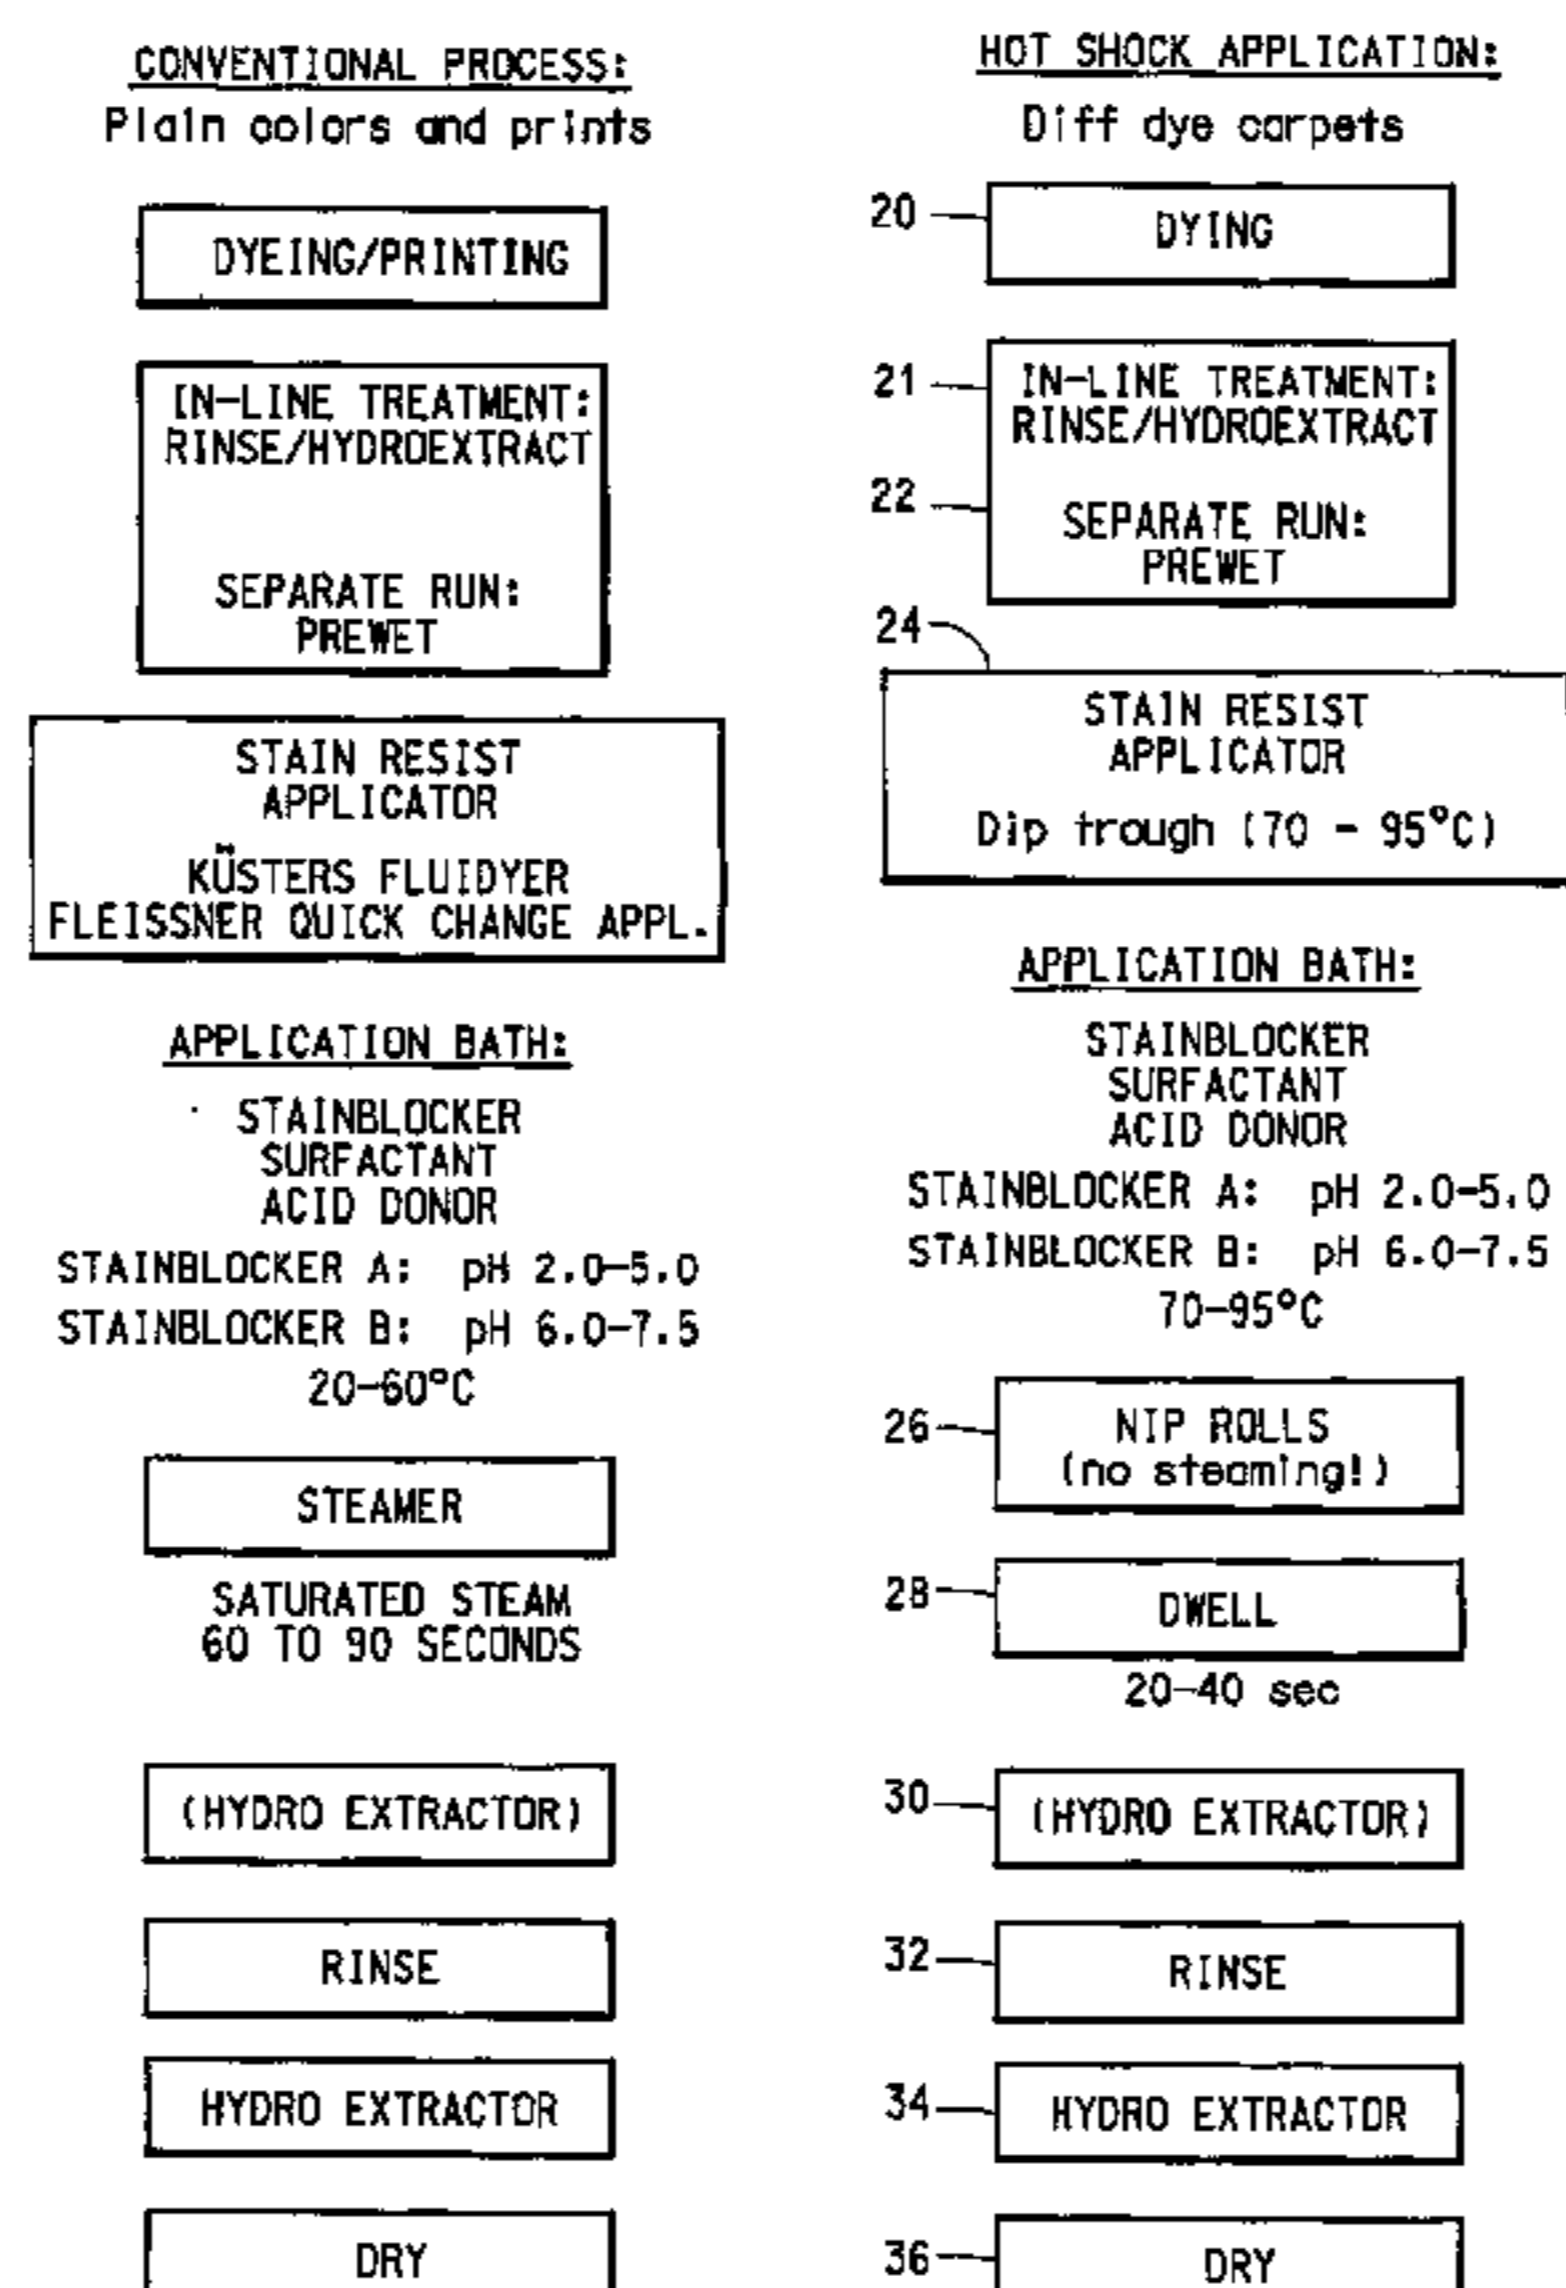 CONVENTIONAL PROCESS:
Plain colors and prints
DYEING/PRINTING
IN-LINE TREATMENT:
RINSE/HYDROEXTRACT
SEPARATE RUN:
PREWET
STAIN RESIST
APPLICATOR
KÜSTERS FLUIDYER
FLEISSNER QUICK CHANGE APPL.
APPLICATION BATH:
STAINBLOCKER
SURFACTANT
ACID DONOR
STAINBLOCKER A: pH 2.0-5.0
STAINBLOCKER B: pH 6.0-7.5
20-60°C
STEAMER
SATURATED STEAM
60 TO 90 SECONDS
(HYDRO EXTRACTOR)
RINSE
HYDRO EXTRACTOR
DRY
HOT SHOCK APPLICATION:
Diff dye carpets
20
DYING
21
IN-LINE TREATMENT:
RINSE/HYDROEXTRACT
22
SEPARATE RUN:
PREWET
24
STAIN RESIST
APPLICATOR
Dip trough (70 - 95°C)
APPLICATION BATH:
STAINBLOCKER
SURFACTANT
ACID DONOR
STAINBLOCKER A: pH 2.0-5.0
STAINBLOCKER B: pH 6.0-7.5
70-95°C
26
NIP ROLLS
(no steaming!)
28
DWELL
20-40 sec
30
(HYDRO EXTRACTOR)
32
RINSE
34
HYDRO EXTRACTOR
36
DRY